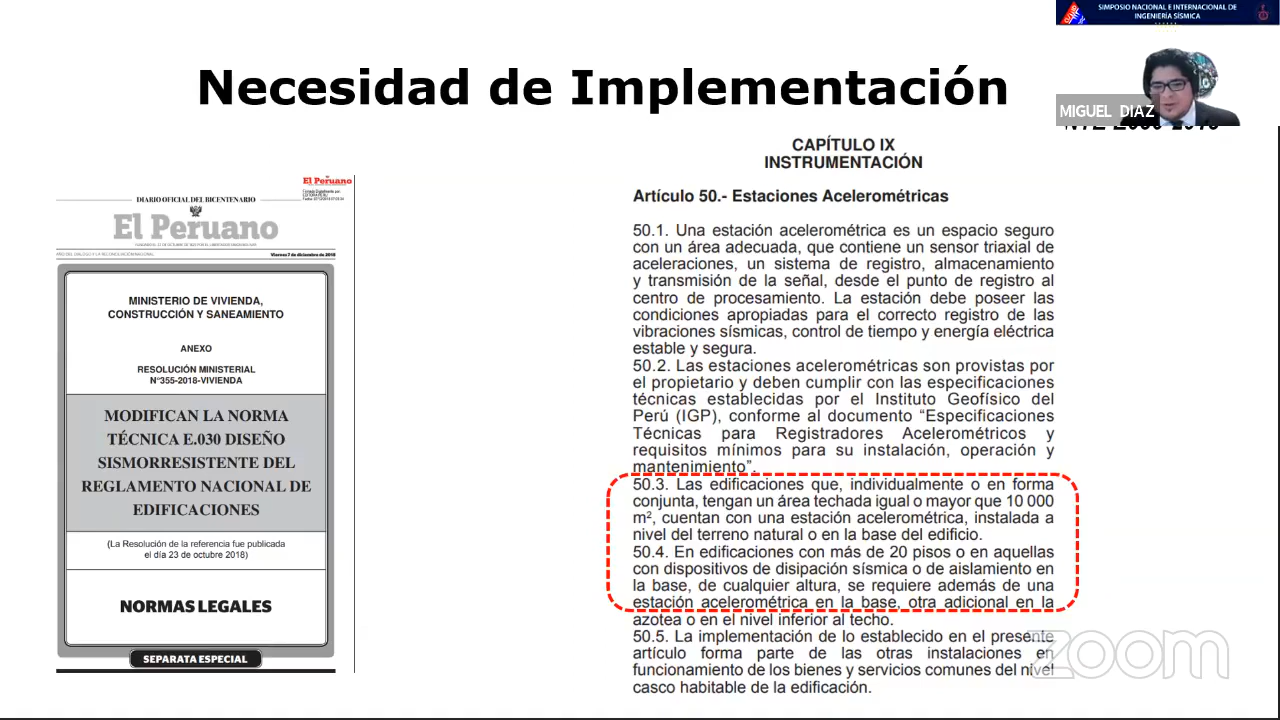 SIMPOSIO NACIONAL E INTERNACIONAL DE
INGENIERÍA SÍSMICA
Necesidad de Implementación
MIGUEL DIAZ
El Peruano
DIARIO OFICIAL DEL BICENTENARIO
El Peruano
AÑO DEL DIÁLOGO Y LA RECONCILIACIÓN NACIONAL
Viernes 7 de diciembre de 2018
MINISTERIO DE VIVIENDA,
CONSTRUCCIÓN Y SANEAMIENTO
ANEXO
RESOLUCIÓN MINISTERIAL
N°355-2018-VIVIENDA
MODIFICAN LA NORMA
TÉCNICA E.030 DISEÑO
SISMORRESISTENTE DEL
REGLAMENTO NACIONAL DE
EDIFICACIONES
(La Resolución de la referencia fue publicada
el día 23 de octubre 2018)
NORMAS LEGALES
SEPARATA ESPECIAL
CAPÍTULO IX
INSTRUMENTACIÓN
Artículo 50.- Estaciones Acelerométricas
50.1. Una estación acelerométrica es un espacio seguro
con un área adecuada, que contiene un sensor triaxial de
aceleraciones, un sistema de registro, almacenamiento
y transmisión de la señal, desde el punto de registro al
centro de procesamiento. La estación debe poseer las
condiciones apropiadas para el correcto registro de las
vibraciones sísmicas, control de tiempo y energía eléctrica
estable y segura.
50.2. Las estaciones acelerométricas son provistas por
el propietario y deben cumplir con las especificaciones
técnicas establecidas por el Instituto Geofísico del
Perú (IGP), conforme al documento “Especificaciones
Técnicas para Registradores Acelerométricos y
requisitos mínimos para su instalación, operación y
mantenimiento”.
50.3. Las edificaciones que, individualmente o en forma
conjunta, tengan un área techada igual o mayor que 10 000
m², cuentan con una estación acelerométrica, instalada a
nivel del terreno natural o en la base del edificio.
50.4. En edificaciones con más de 20 pisos o en aquellas
con dispositivos de disipación sísmica o de aislamiento en
la base, de cualquier altura, se requiere además de una
estación acelerométrica en la base, otra adicional en la
azotea o en el nivel inferior al techo.
50.5. La implementación de lo establecido en el presente
artículo forma parte de las otras instalaciones en
funcionamiento de los bienes y servicios comunes del nivel
casco habitable de la edificación.
zoom